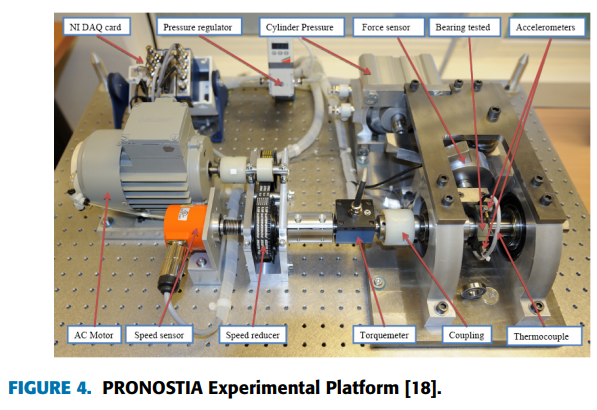 NI DAQ card
Pressure regulator
Cylinder Pressure
Force sensor
Bearing tested
Accelerometers
AC Motor
Speed sensor
Speed reducer
Torquemeter
Coupling
Thermocouple
FIGURE 4. PRONOSTIA Experimental Platform [18].